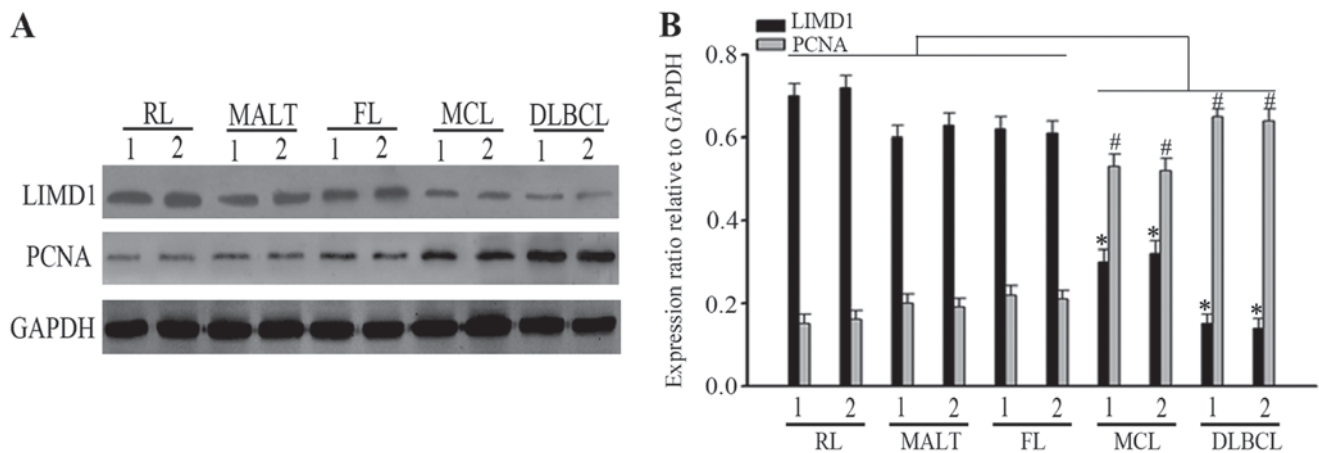 A
RL MALT FL MCL DLBCL
1 2 1 2 1 2 1 2 1 2
LIMD1
PCNA
GAPDH
B
LIMD1
PCNA
Expression ratio relative to GAPDH
0.8
0.6
0.4
0.2
0.0
# # # #
* * * *
1 2 1 2 1 2 1 2 1 2
RL MALT FL MCL DLBCL